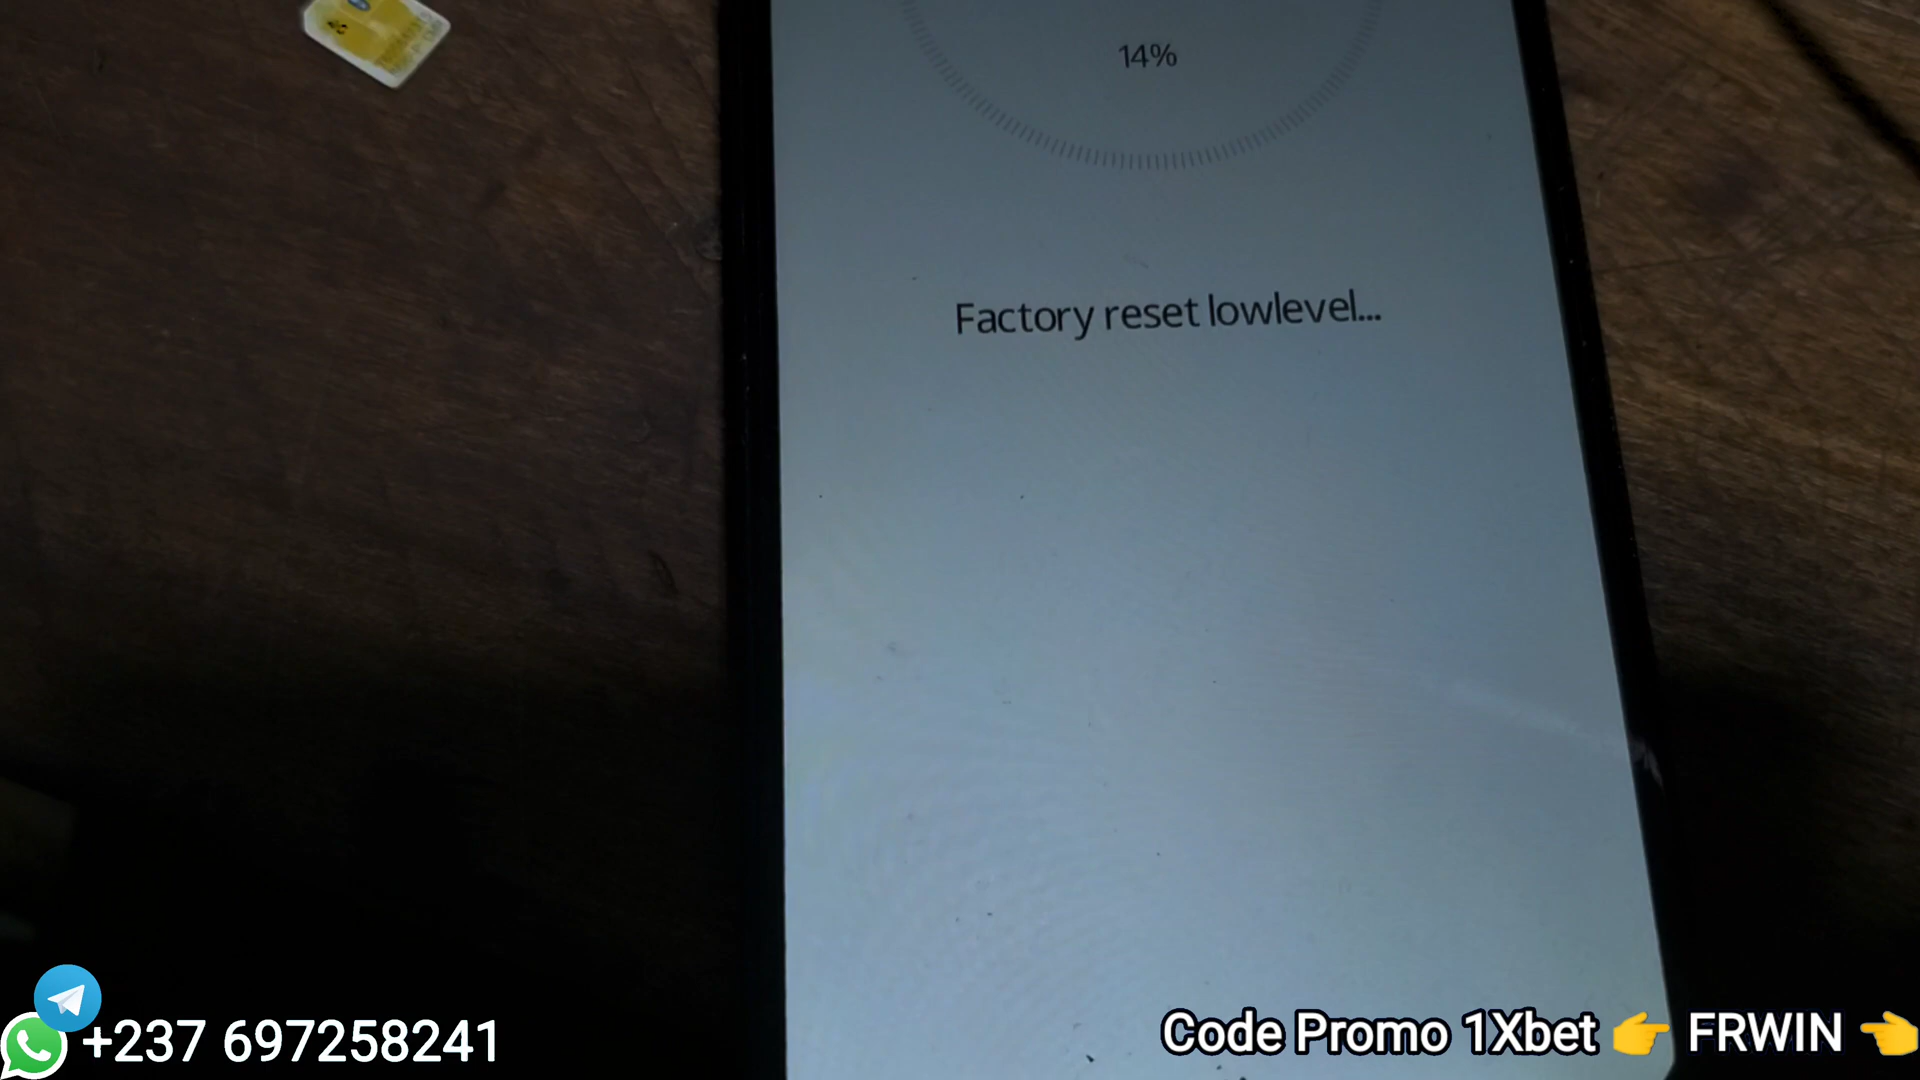 14%
Factory reset lowlevel...
+237 697258241
Code Promo 1Xbet 👉 FRWIN 👈